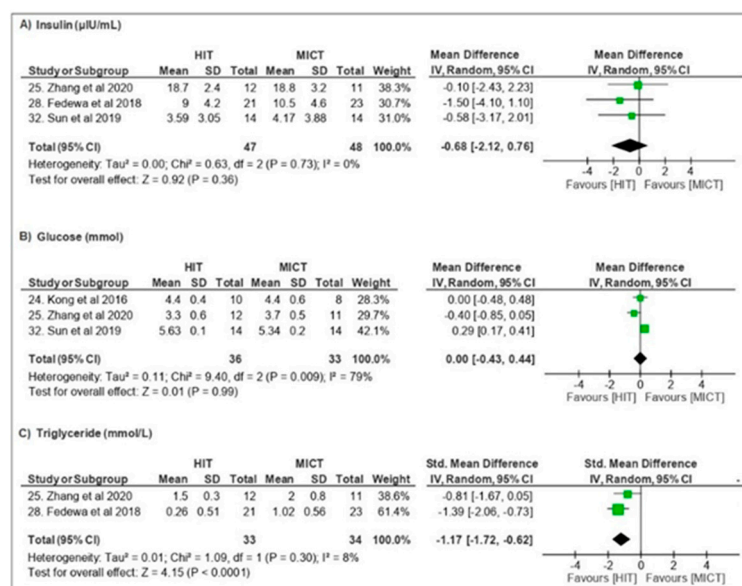 A) Insulin (µIU/mL)
HIT MICT Mean Difference Mean Difference
Study or Subgroup Mean SD Total Mean SD Total Weight IV, Random, 95% CI IV, Random, 95% CI
25. Zhang et al 2020 18.7 2.4 12 18.8 3.2 11 38.3% -0.10 [-2.43, 2.23]
28. Fedewa et al 2018 9 4.2 21 10.5 4.6 23 30.7% -1.50 [-4.10, 1.10]
32. Sun et al 2019 3.59 3.05 14 4.17 3.88 14 31.0% -0.58 [-3.17, 2.01]
Total (95% CI) 47 48 100.0% -0.68 [-2.12, 0.76]
Heterogeneity: Tau² = 0.00; Chi² = 0.63, df = 2 (P = 0.73); I² = 0%
Test for overall effect: Z = 0.92 (P = 0.36)
-4 -2 0 2 4
Favours [HIT] Favours [MICT]
B) Glucose (mmol)
HIT MICT Mean Difference Mean Difference
Study or Subgroup Mean SD Total Mean SD Total Weight IV, Random, 95% CI IV, Random, 95% CI
24. Kong et al 2016 4.4 0.4 10 4.4 0.6 8 28.3% 0.00 [-0.48, 0.48]
25. Zhang et al 2020 3.3 0.6 12 3.7 0.5 11 29.7% -0.40 [-0.85, 0.05]
32. Sun et al 2019 5.63 0.1 14 5.34 0.2 14 42.1% 0.29 [0.17, 0.41]
Total (95% CI) 36 33 100.0% 0.00 [-0.43, 0.44]
Heterogeneity: Tau² = 0.11; Chi² = 9.40, df = 2 (P = 0.009); I² = 79%
Test for overall effect: Z = 0.01 (P = 0.99)
-4 -2 0 2 4
Favours [HIT] Favours [MICT]
C) Triglyceride (mmol/L)
HIT MICT Std. Mean Difference Std. Mean Difference
Study or Subgroup Mean SD Total Mean SD Total Weight IV, Random, 95% CI IV, Random, 95% CI
25. Zhang et al 2020 1.5 0.3 12 2 0.8 11 38.6% -0.81 [-1.67, 0.05]
28. Fedewa et al 2018 0.26 0.51 21 1.02 0.56 23 61.4% -1.39 [-2.06, -0.73]
Total (95% CI) 33 34 100.0% -1.17 [-1.72, -0.62]
Heterogeneity: Tau² = 0.01; Chi² = 1.09, df = 1 (P = 0.30); I² = 8%
Test for overall effect: Z = 4.15 (P < 0.0001)
-4 -2 0 2 4
Favours [HIT] Favours [MICT]